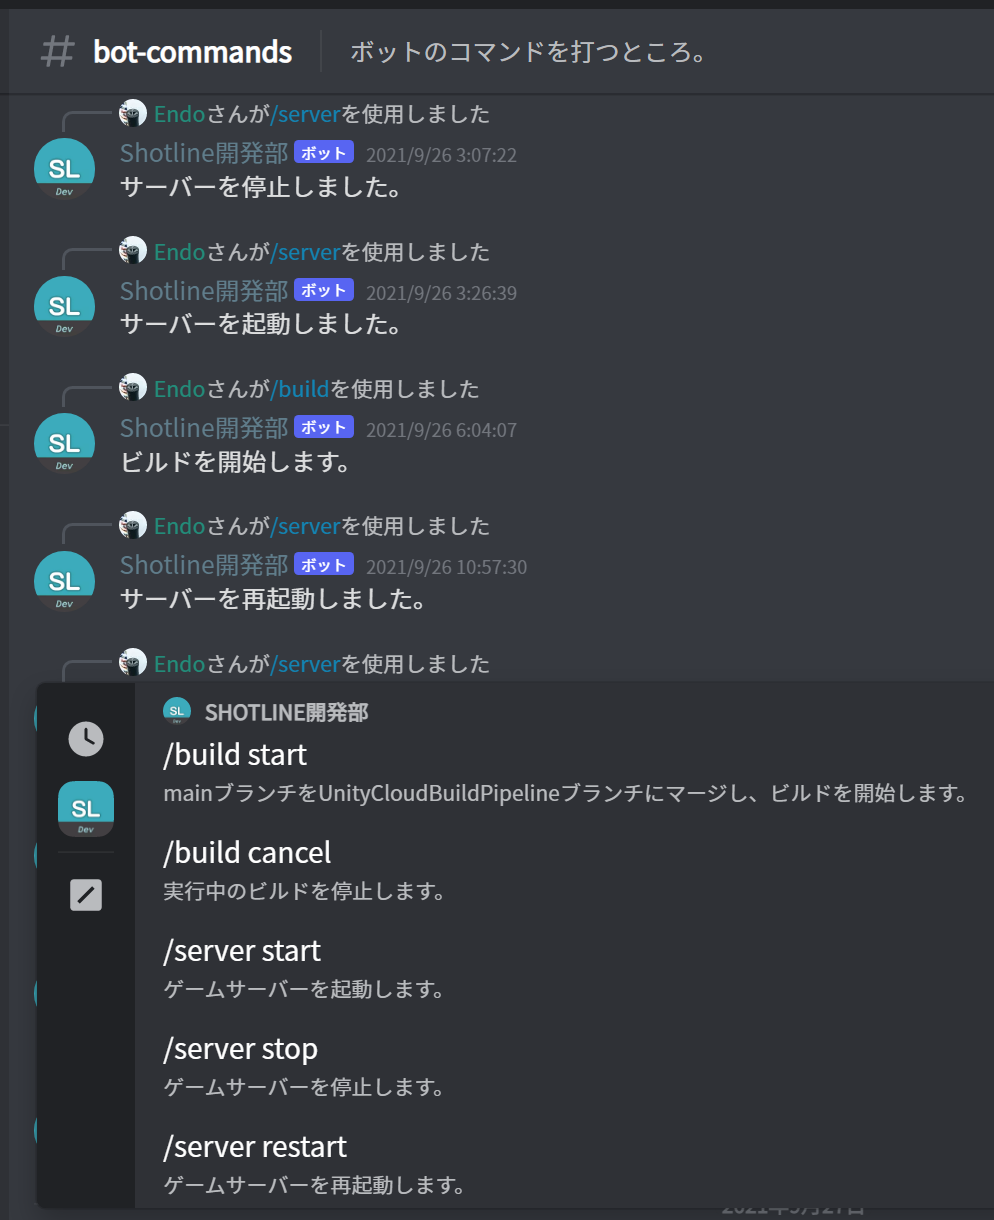 # bot-commands ボットのコマンドを打つところ。
Endoさんが/serverを使用しました
SL Dev
Shotline開発部 ボット 2021/9/26 3:07:22
サーバーを停止しました。
Endoさんが/serverを使用しました
SL Dev
Shotline開発部 ボット 2021/9/26 3:26:39
サーバーを起動しました。
Endoさんが/buildを使用しました
SL Dev
Shotline開発部 ボット 2021/9/26 6:04:07
ビルドを開始します。
Endoさんが/serverを使用しました
SL Dev
Shotline開発部 ボット 2021/9/26 10:57:30
サーバーを再起動しました。
Endoさんが/serverを使用しました
SL Dev
SHOTLINE開発部
/build start
mainブランチをUnityCloudBuildPipelineブランチにマージし、ビルドを開始します。
SL Dev
/build cancel
実行中のビルドを停止します。
/server start
ゲームサーバーを起動します。
/server stop
ゲームサーバーを停止します。
/server restart
ゲームサーバーを再起動します。
2021年9月27日